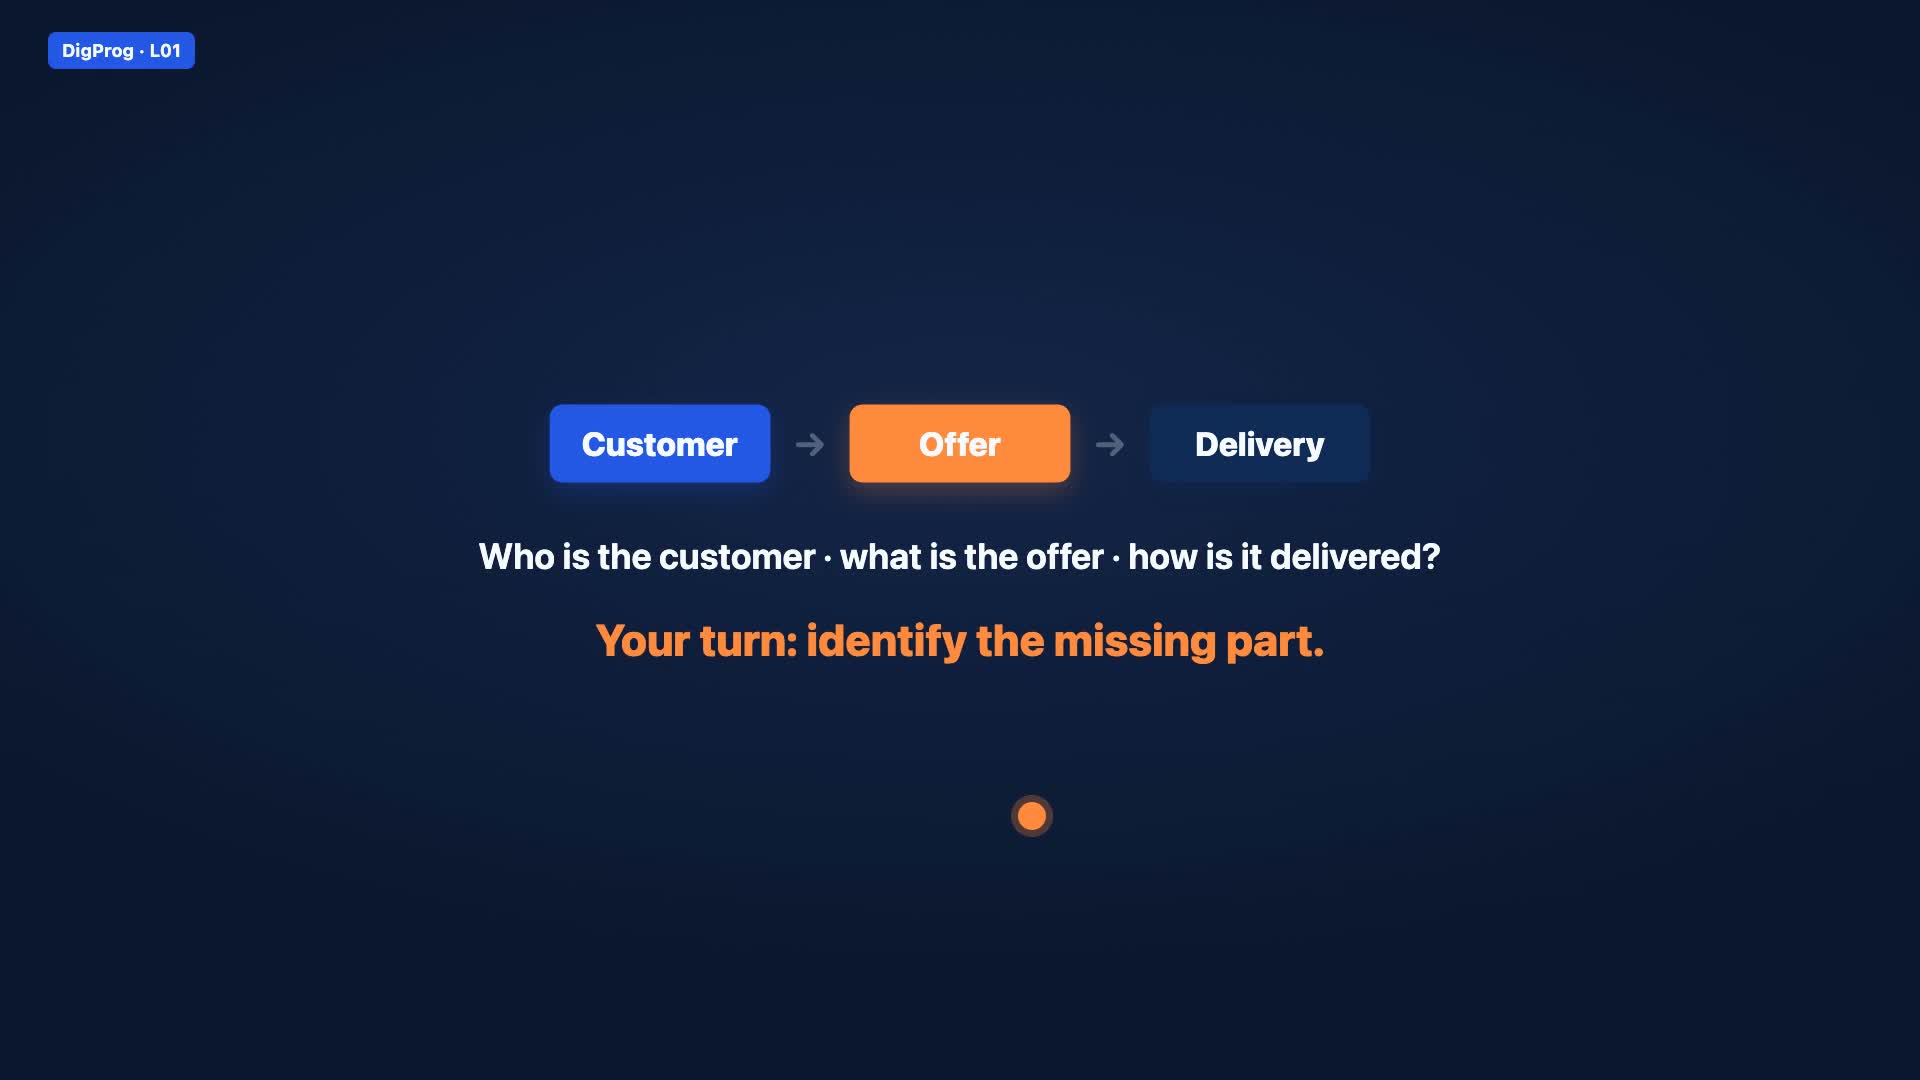 DigProg · L01
Customer → Offer → Delivery
Who is the customer · what is the offer · how is it delivered?
Your turn: identify the missing part.